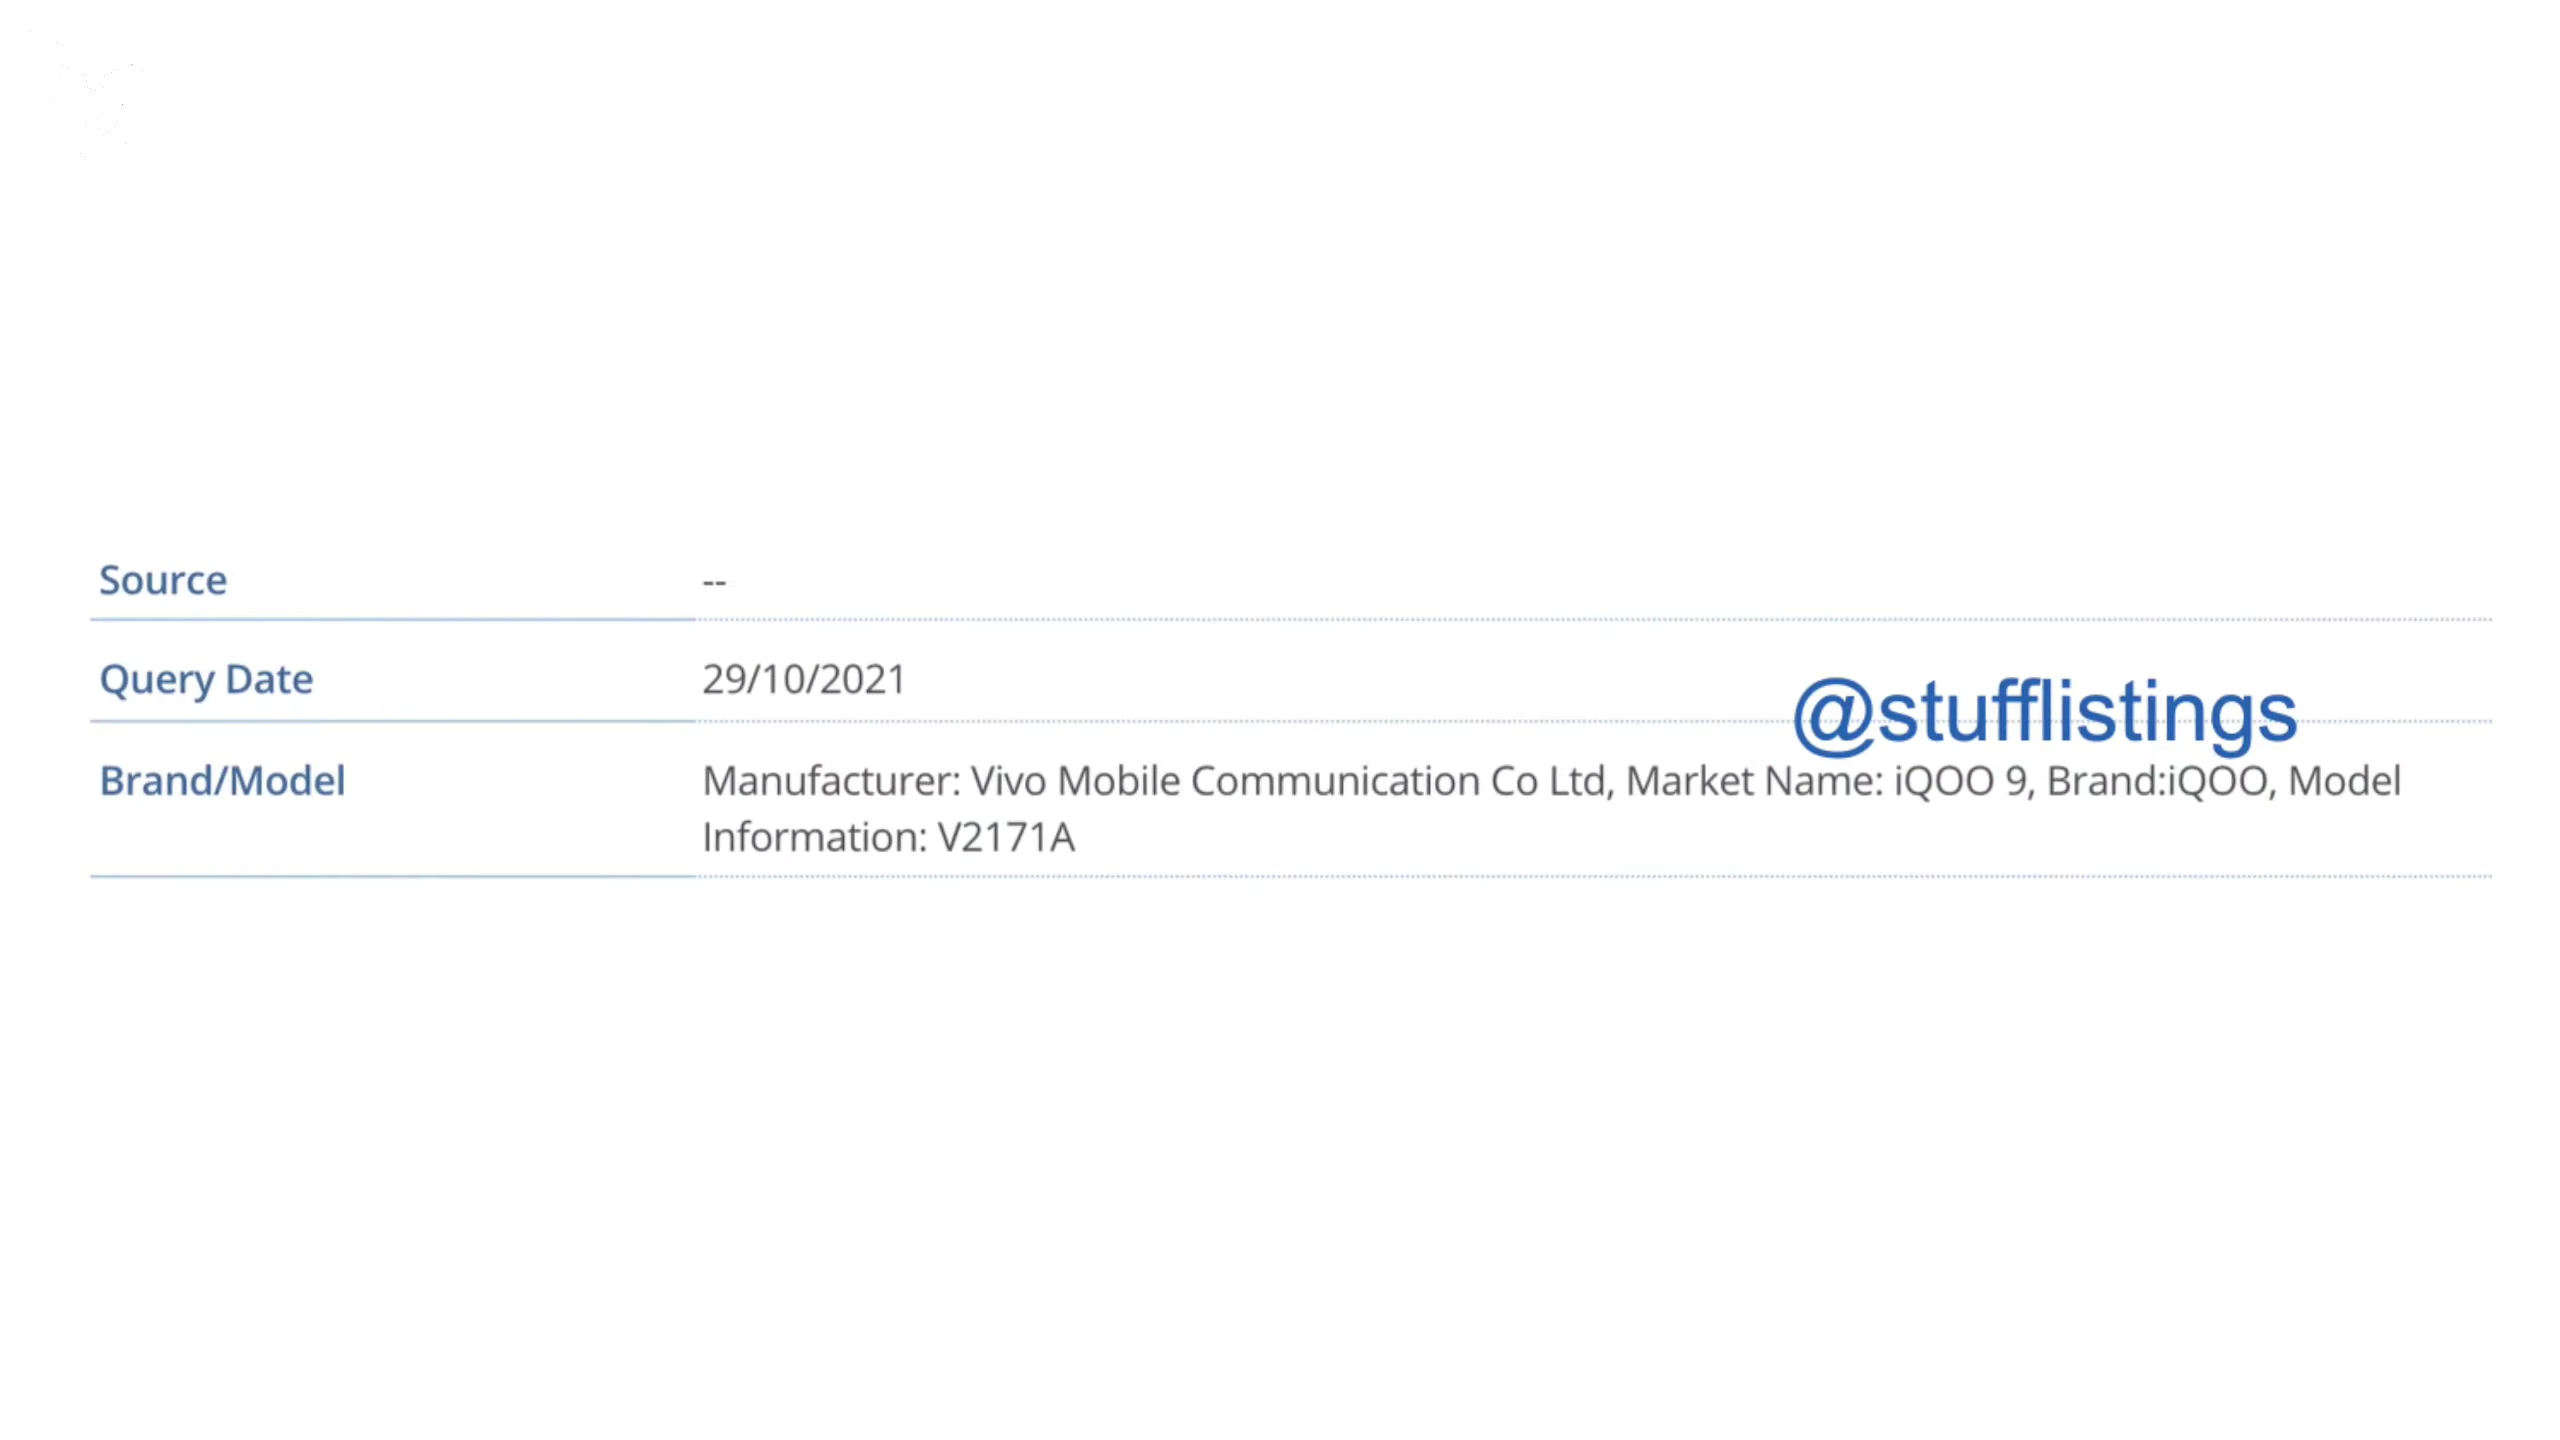 Source --
Query Date 29/10/2021
@stufflistings
Brand/Model Manufacturer: Vivo Mobile Communication Co Ltd, Market Name: iQOO 9, Brand:iQOO, Model
Information: V2171A